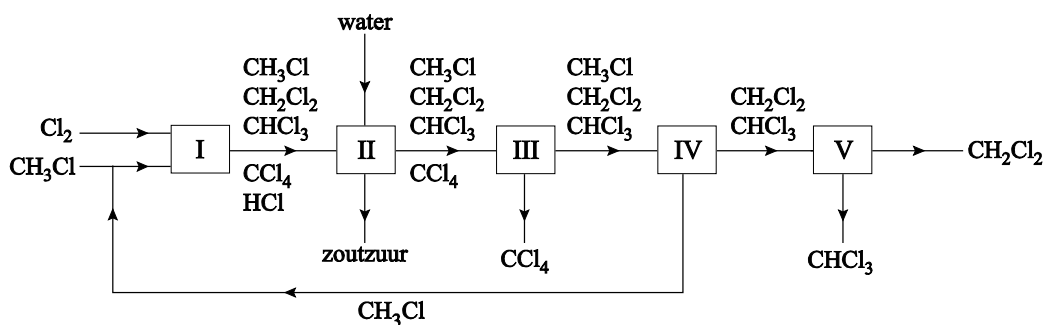 water
CH₃Cl
CH₂Cl₂
CHCl₃
CCl₄
HCl
CH₃Cl
CH₂Cl₂
CHCl₃
CCl₄
CH₃Cl
CH₂Cl₂
CHCl₃
CH₂Cl₂
CHCl₃
Cl₂
CH₃Cl
I
II
III
IV
V
CH₂Cl₂
zoutzuur
CCl₄
CHCl₃
CH₃Cl